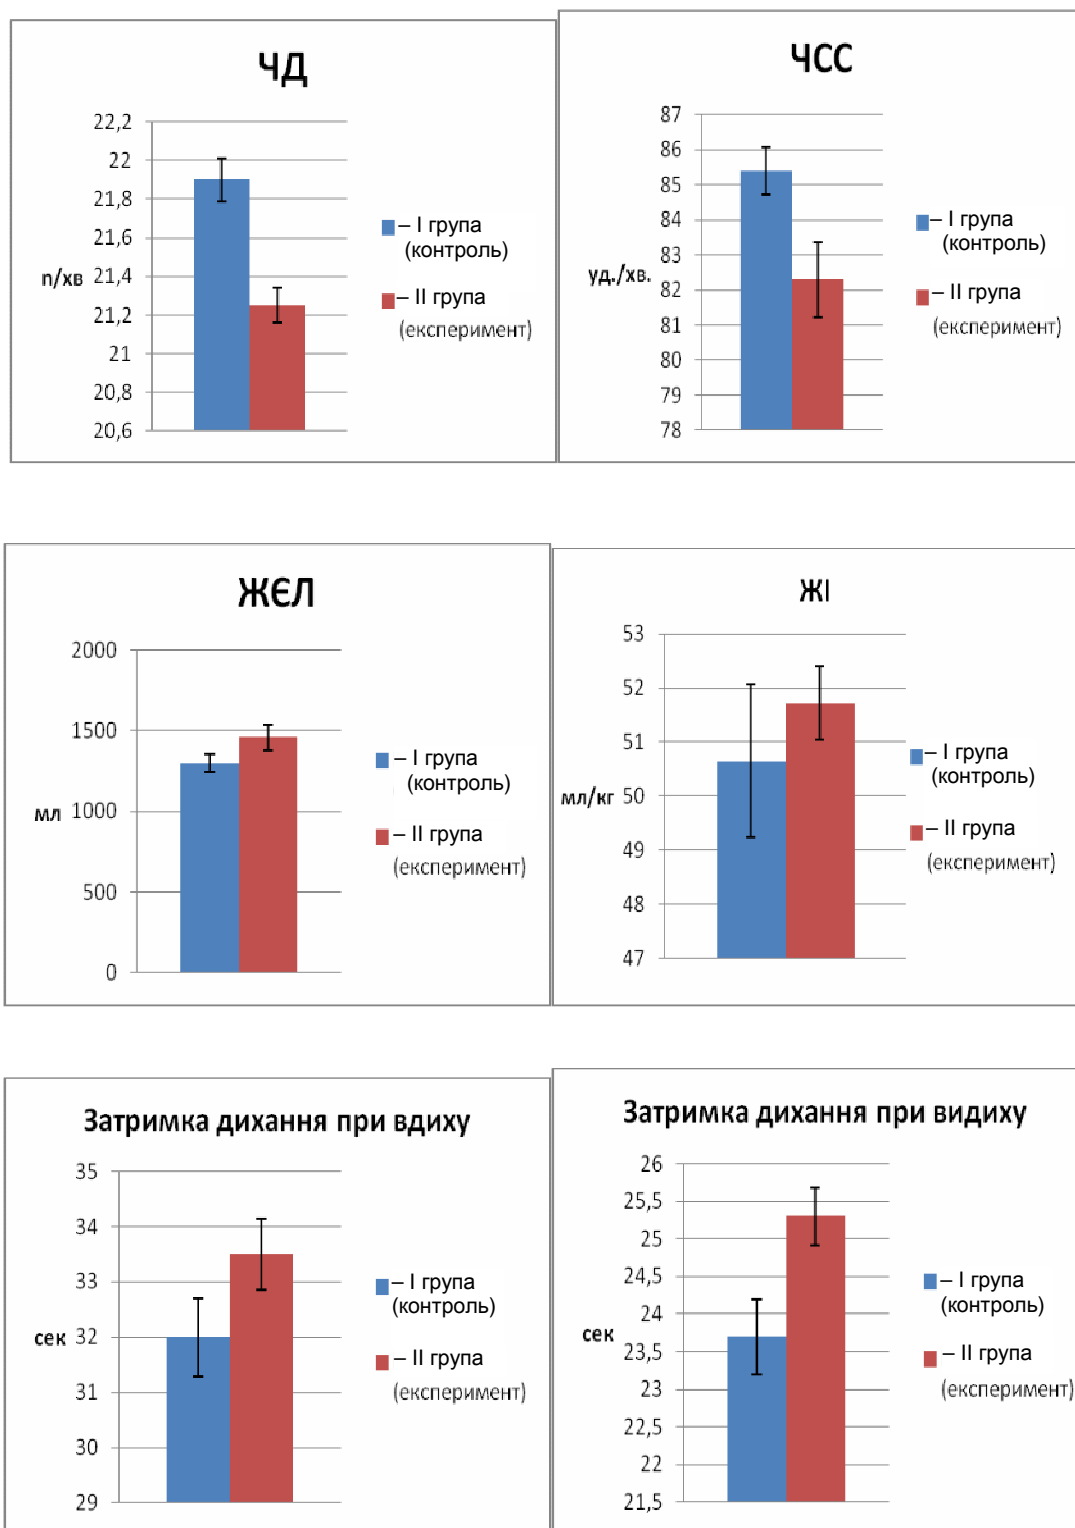 ЧД
22,2
22
21,8
21,6
21,4
21,2
21
20,8
20,6
п/хв
– І група
(контроль)
– ІІ група
(експеримент)
ЧСС
87
86
85
84
83
82
81
80
79
78
уд./хв.
– І група
(контроль)
– ІІ група
(експеримент)
ЖЄЛ
2000
1500
1000
500
0
мл
– І група
(контроль)
– ІІ група
(експеримент)
ЖІ
53
52
51
50
49
48
47
мл/кг
– І група
(контроль)
– ІІ група
(експеримент)
Затримка дихання при вдиху
35
34
33
32
31
30
29
сек
– І група
(контроль)
– ІІ група
(експеримент)
Затримка дихання при видиху
26
25,5
25
24,5
24
23,5
23
22,5
22
21,5
сек
– І група
(контроль)
– ІІ група
(експеримент)